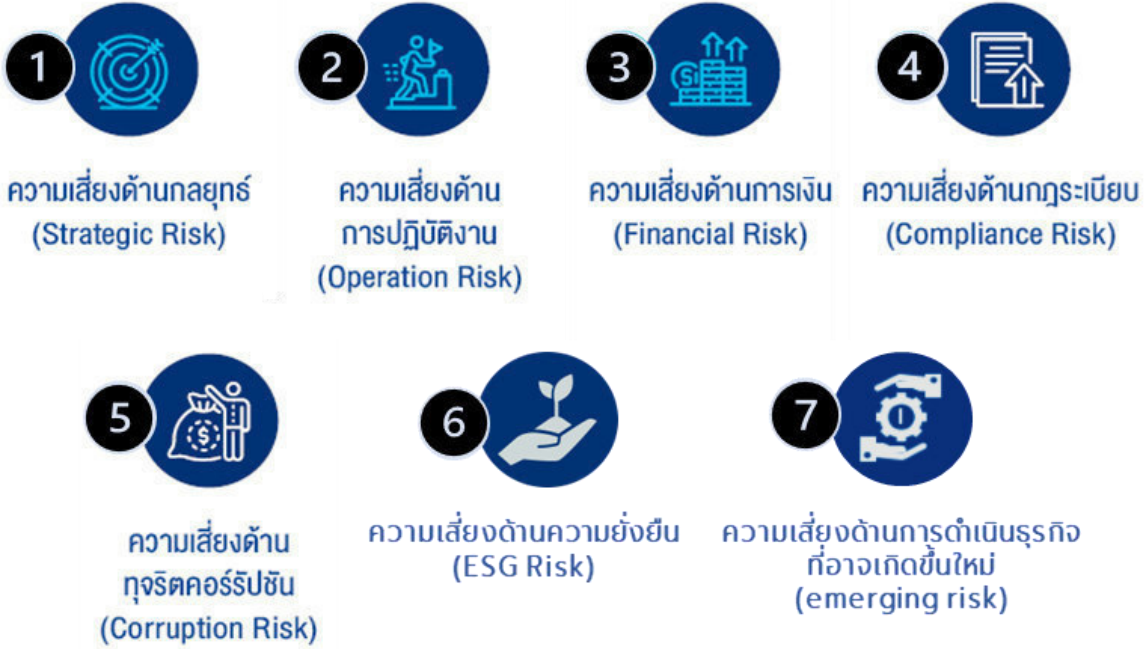 1
ความเสี่ยงด้านกลยุทธ์
(Strategic Risk)
2
ความเสี่ยงด้าน
การปฏิบัติงาน
(Operation Risk)
3
ความเสี่ยงด้านการเงิน
(Financial Risk)
4
ความเสี่ยงด้านกฎระเบียบ
(Compliance Risk)
5
ความเสี่ยงด้าน
ทุจริตคอร์รัปชัน
(Corruption Risk)
6
ความเสี่ยงด้านความยั่งยืน
(ESG Risk)
7
ความเสี่ยงด้านการดำเนินธุรกิจ
ที่อาจเกิดขึ้นใหม่
(emerging risk)